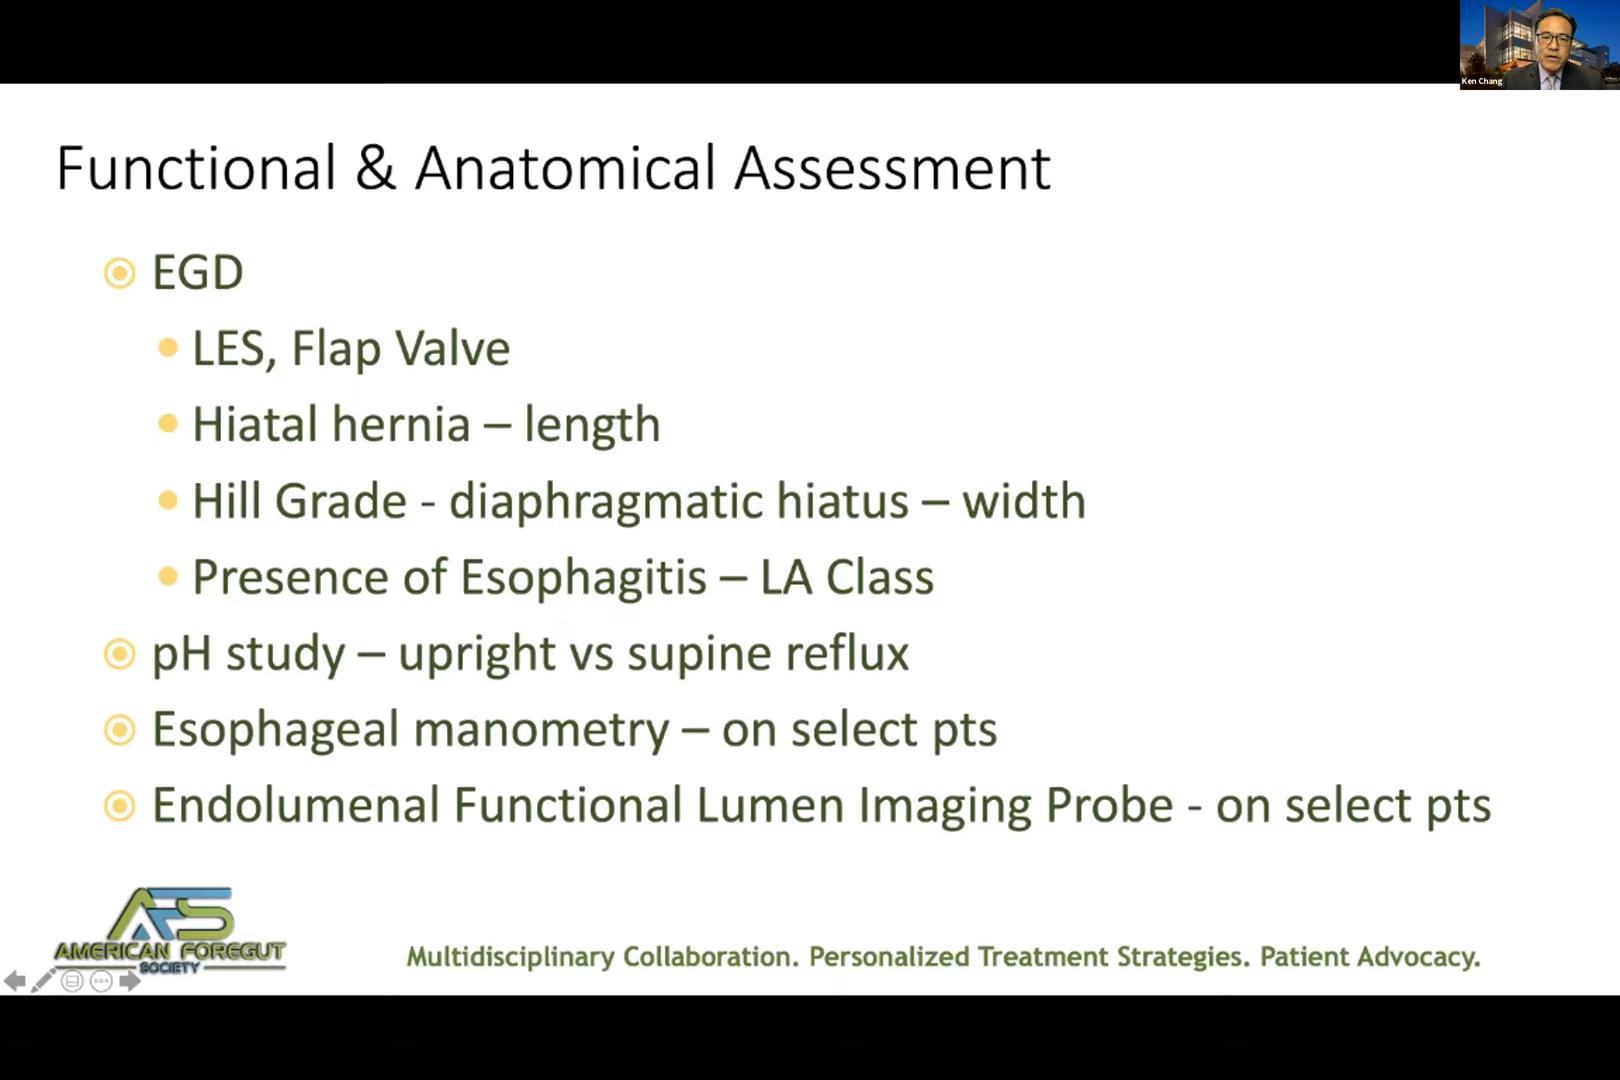 Ken Chang
Functional & Anatomical Assessment
EGD
LES, Flap Valve
Hiatal hernia – length
Hill Grade - diaphragmatic hiatus – width
Presence of Esophagitis – LA Class
pH study – upright vs supine reflux
Esophageal manometry – on select pts
Endolumenal Functional Lumen Imaging Probe - on select pts
AFS
AMERICAN FOREGUT
SOCIETY
Multidisciplinary Collaboration. Personalized Treatment Strategies. Patient Advocacy.